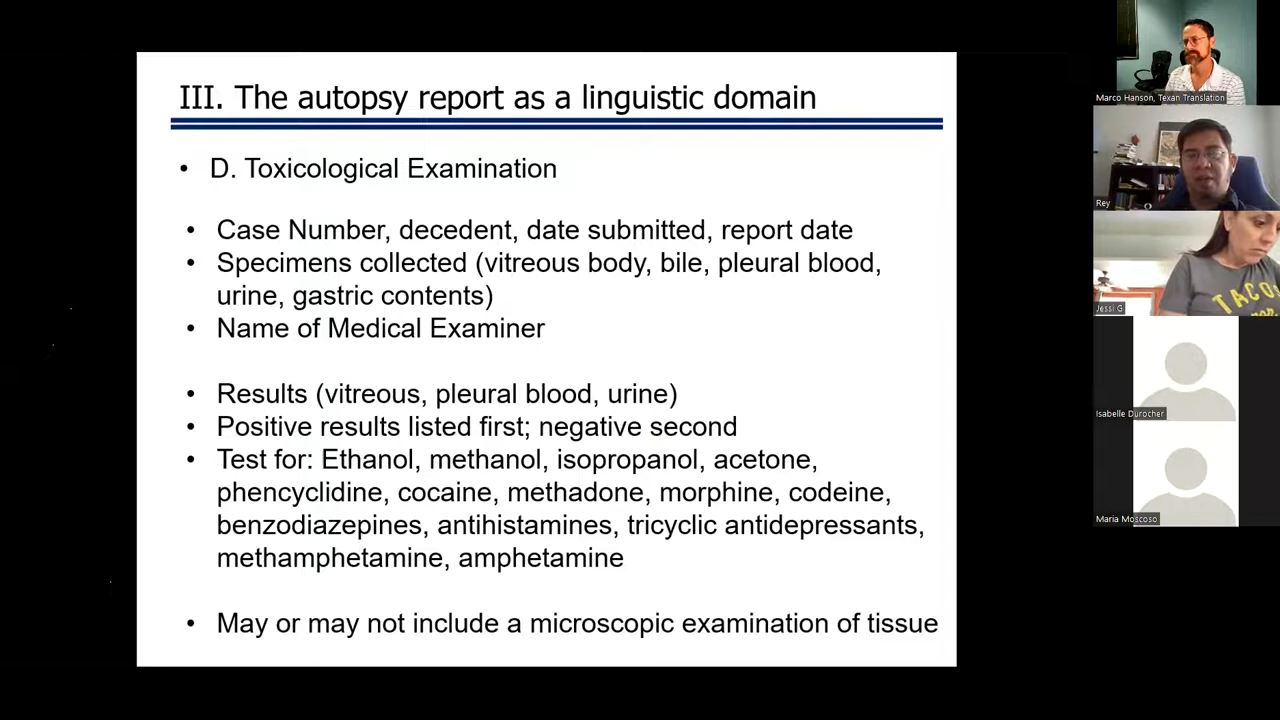 III. The autopsy report as a linguistic domain
• D. Toxicological Examination
• Case Number, decedent, date submitted, report date
• Specimens collected (vitreous body, bile, pleural blood,
urine, gastric contents)
• Name of Medical Examiner
• Results (vitreous, pleural blood, urine)
• Positive results listed first; negative second
• Test for: Ethanol, methanol, isopropanol, acetone,
phencyclidine, cocaine, methadone, morphine, codeine,
benzodiazepines, antihistamines, tricyclic antidepressants,
methamphetamine, amphetamine
• May or may not include a microscopic examination of tissue
Marco Hanson, Texan Translation
Rey
TACOS
Jessi G
Isabelle Durocher
Maria Moscoso